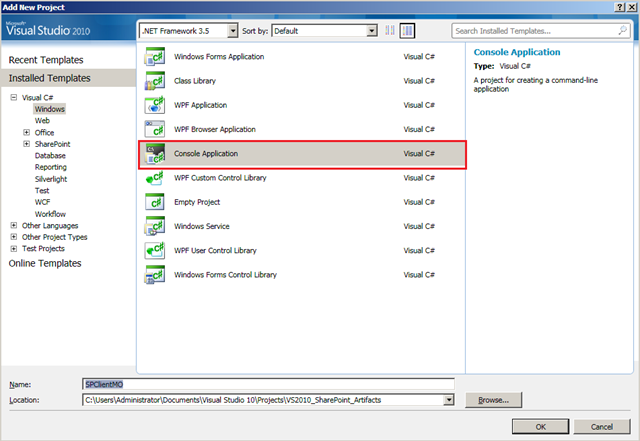 Add New Project
Microsoft
Visual Studio 2010
.NET Framework 3.5
Sort by: Default
Search Installed Templates...
Recent Templates
Installed Templates
Visual C#
Windows
Web
Office
SharePoint
Database
Reporting
Silverlight
Test
WCF
Workflow
Other Languages
Other Project Types
Test Projects
Online Templates
Windows Forms Application Visual C#
Class Library Visual C#
WPF Application Visual C#
WPF Browser Application Visual C#
Console Application Visual C#
WPF Custom Control Library Visual C#
Empty Project Visual C#
Windows Service Visual C#
WPF User Control Library Visual C#
Windows Forms Control Library Visual C#
Console Application
Type: Visual C#
A project for creating a command-line
application
Name: SPClientMO
Location: C:\Users\Administrator\Documents\Visual Studio 10\Projects\VS2010_SharePoint_Artifacts
Browse...
OK Cancel